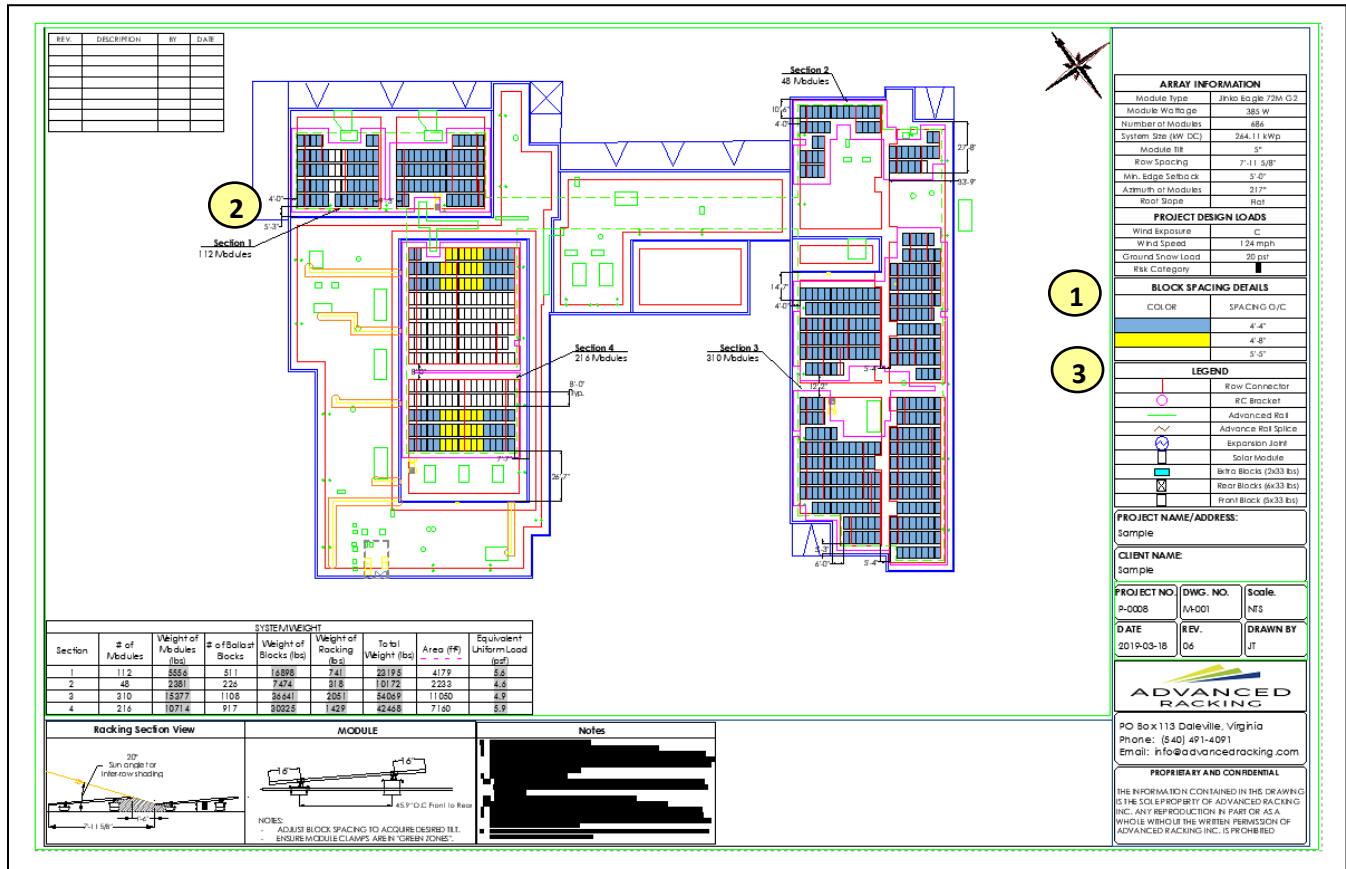 REV. DESCRIPTION BY DATE
Section 1
112 Modules
Section 2
48 Modules
Section 3
310 Modules
Section 4
216 Modules
10'-6"
4'-0"
27'-8"
33'-9"
4'-0"
5'-3"
14'-7"
4'-0"
5'-4"
12'-2"
8'-0"
Typ.
7'-7"
26'-7"
6'-0"
5'-4"
2
1
3
ARRAY INFORMATION
Module Type Jinko Eagle 72M G2
Module Wattage 385 W
Number of Modules 686
System Size (kW DC) 264.11 kWp
Module Tilt 5°
Row Spacing 7'-11 5/8"
Min. Edge Setback 5'-0"
Azimuth of Modules 217°
Roof Slope Flat
PROJECT DESIGN LOADS
Wind Exposure C
Wind Speed 124 mph
Ground Snow Load 20 psf
Risk Category
BLOCK SPACING DETAILS
COLOR SPACING O/C
4'-4"
4'-8"
5'-5"
LEGEND
Row Connector
RC Bracket
Advanced Rail
Advance Rail Splice
Expansion Joint
Solar Module
Extra Blocks (2x33 lbs)
Rear Blocks (6x33 lbs)
Front Block (5x33 lbs)
PROJECT NAME/ADDRESS:
Sample
CLIENT NAME:
Sample
PROJECT NO. DWG. NO. Scale.
P-0008 M-001 NTS
DATE REV. DRAWN BY
2019-03-18 06 JT
ADVANCED
RACKING
PO Box 113 Daleville, Virginia
Phone: (540) 491-4091
Email: info@advancedracking.com
PROPRIETARY AND CONFIDENTIAL
THE INFORMATION CONTAINED IN THIS DRAWING
IS THE SOLE PROPERTY OF ADVANCED RACKING
INC. ANY REPRODUCTION IN PART OR AS A
WHOLE WITHOUT THE WRITTEN PERMISSION OF
ADVANCED RACKING INC. IS PROHIBITED
SYSTEM WEIGHT
Section # of Modules Weight of Modules (lbs) # of Ballast Blocks Weight of Blocks (lbs) Weight of Racking (lbs) Total Weight (lbs) Area (ft²) Equivalent Uniform Load (psf)
1 112 5556 511 16898 741 23195 4179 5.6
2 48 2381 226 7474 318 10172 2233 4.6
3 310 15377 1108 36641 2051 54069 11050 4.9
4 216 10714 917 30325 1429 42468 7160 5.9
Racking Section View
20°
Sun angle for
inter-row shading
1'-6"
7'-11 5/8"
MODULE
16"
16"
45.9" O.C Front to Rear
NOTES:
- ADJUST BLOCK SPACING TO ACQUIRE DESIRED TILT.
- ENSURE MODULE CLAMPS ARE IN "GREEN ZONES".
Notes